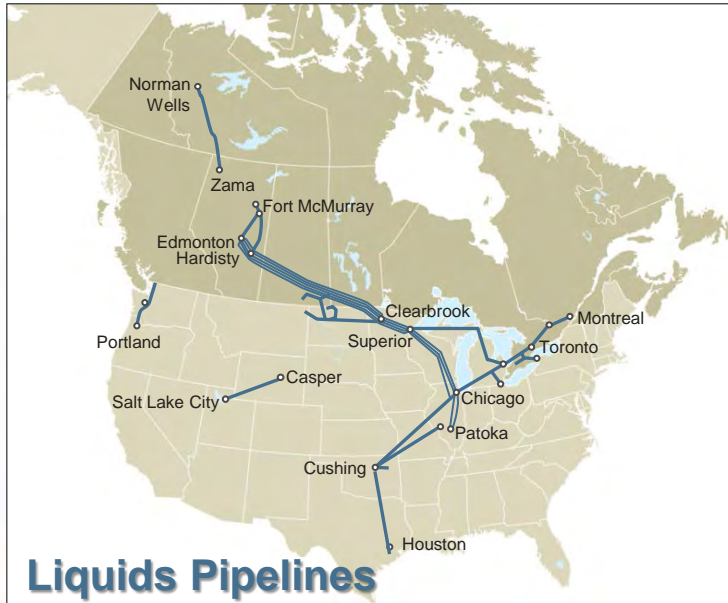 Norman
Wells
Zama
Fort McMurray
Edmonton
Hardisty
Clearbrook
Superior
Montreal
Toronto
Portland
Casper
Salt Lake City
Chicago
Patoka
Cushing
Houston
Liquids Pipelines